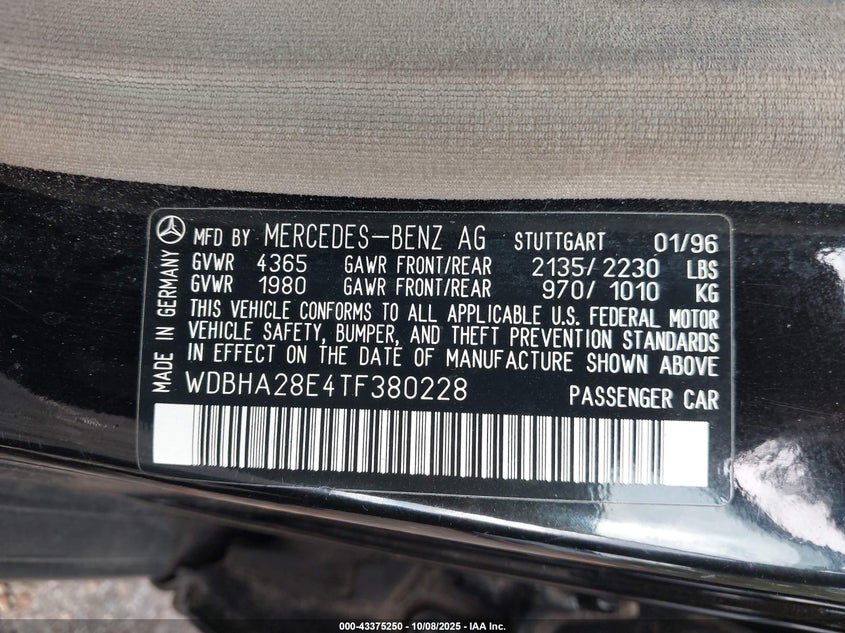 MFD BY MERCEDES-BENZ AG STUTTGART 01/96
GVWR 4365 GAWR FRONT/REAR 2135/2230 LBS
GVWR 1980 GAWR FRONT/REAR 970/1010 KG
THIS VEHICLE CONFORMS TO ALL APPLICABLE U.S. FEDERAL MOTOR
VEHICLE SAFETY, BUMPER, AND THEFT PREVENTION STANDARDS
IN EFFECT ON THE DATE OF MANUFACTURE SHOWN ABOVE
WDBHA28E4TF380228 PASSENGER CAR
MADE IN GERMANY
000-43375250 - 10/08/2025 - IAA Inc.